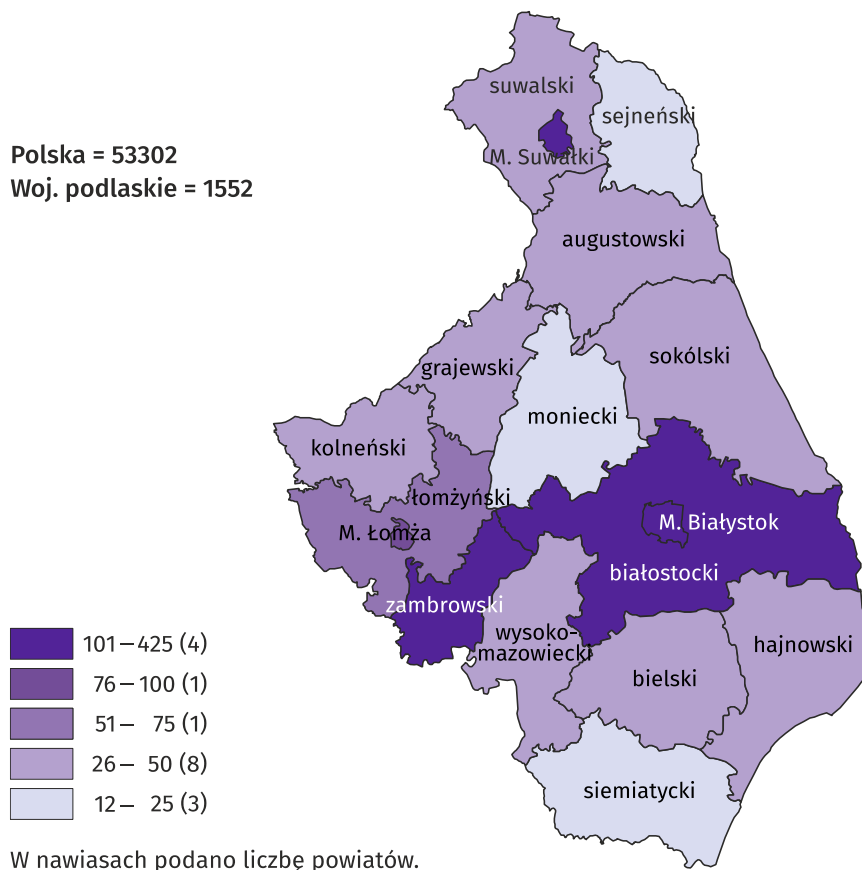 suwalski
sejneński
M. Suwałki
Polska = 53302
Woj. podlaskie = 1552
augustowski
sokólski
grajewski
moniecki
kolneński
łomżyński
M. Łomża
M. Białystok
białostocki
zambrowski
wysoko-
mazowiecki
hajnowski
bielski
siemiatycki
101 – 425 (4)
76 – 100 (1)
51 – 75 (1)
26 – 50 (8)
12 – 25 (3)
W nawiasach podano liczbę powiatów.